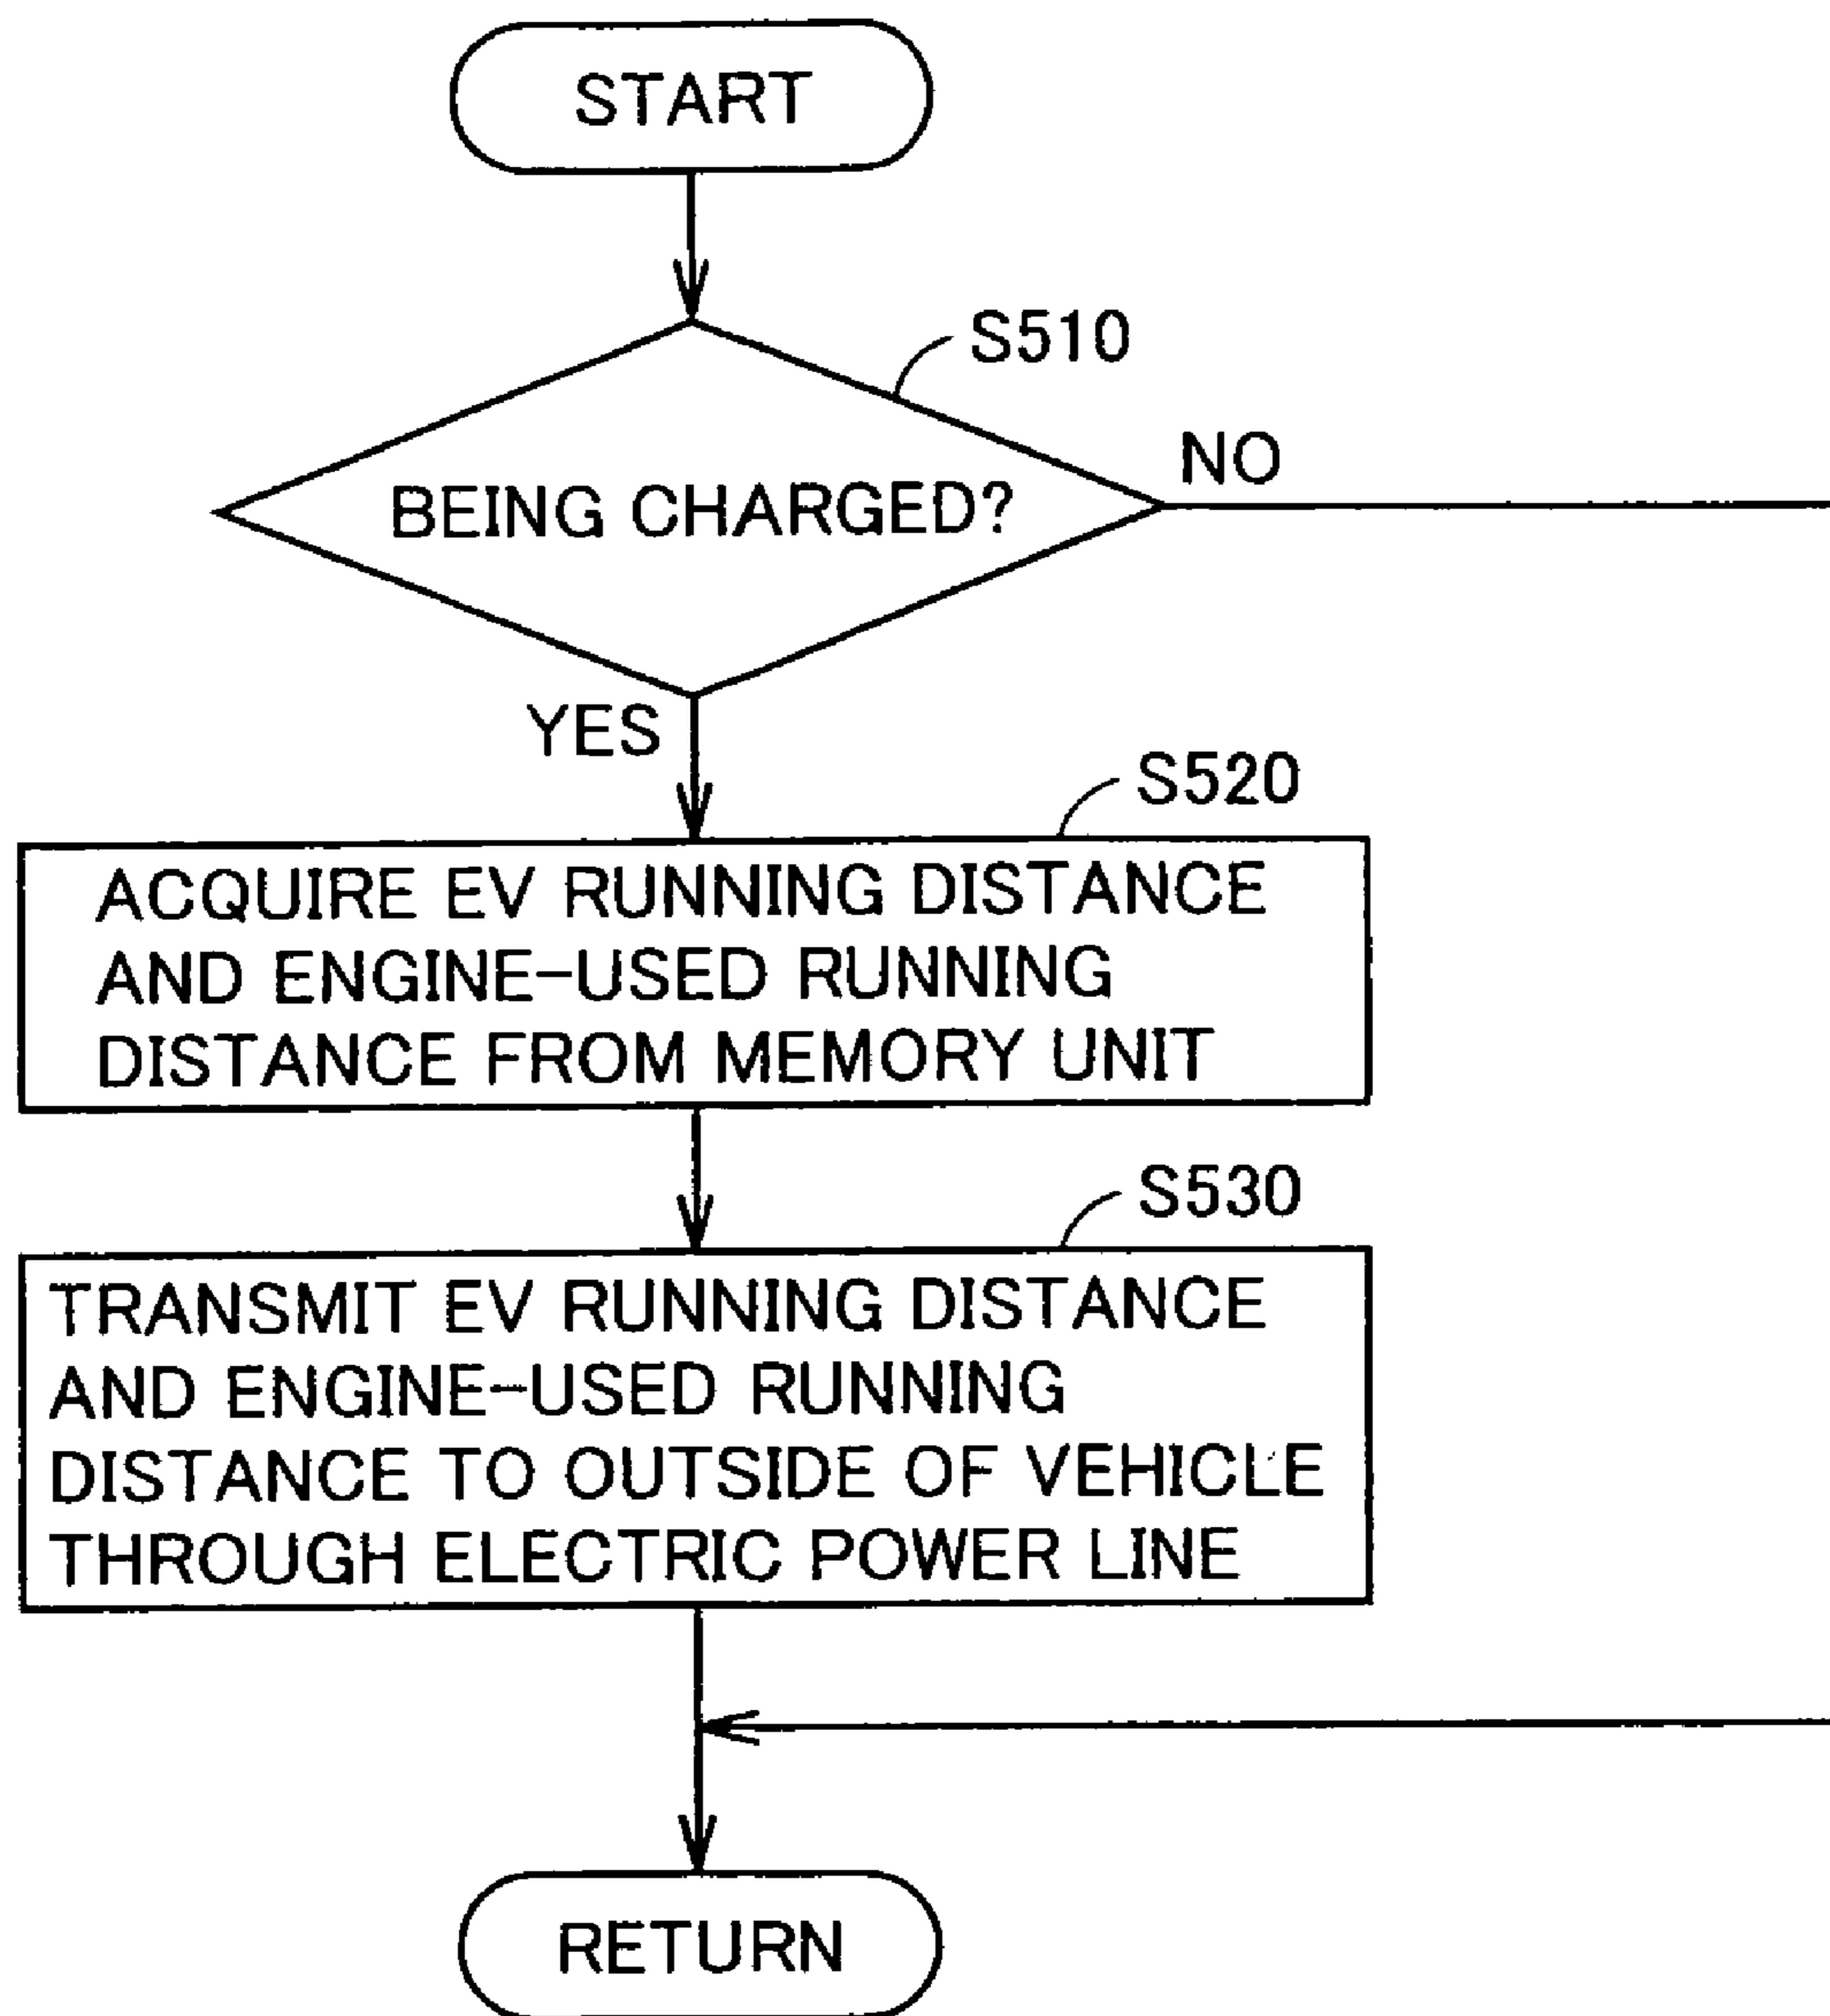 START
S510
BEING CHARGED?
NO
YES
S520
ACQUIRE EV RUNNING DISTANCE
AND ENGINE-USED RUNNING
DISTANCE FROM MEMORY UNIT
S530
TRANSMIT EV RUNNING DISTANCE
AND ENGINE-USED RUNNING
DISTANCE TO OUTSIDE OF VEHICLE
THROUGH ELECTRIC POWER LINE
RETURN